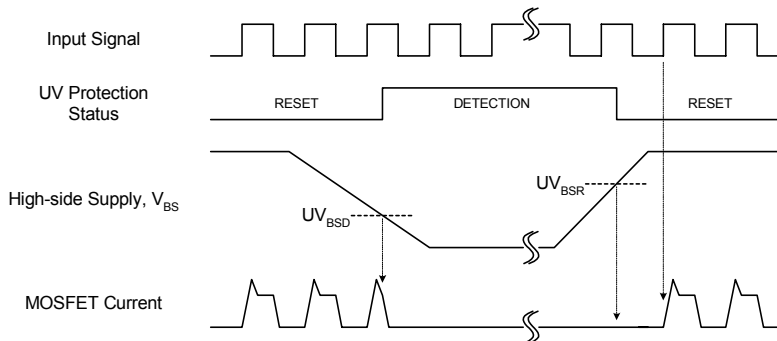 Input Signal
UV Protection
Status
RESET
DETECTION
RESET
High-side Supply, VBS
UVBSD
UVBSR
MOSFET Current